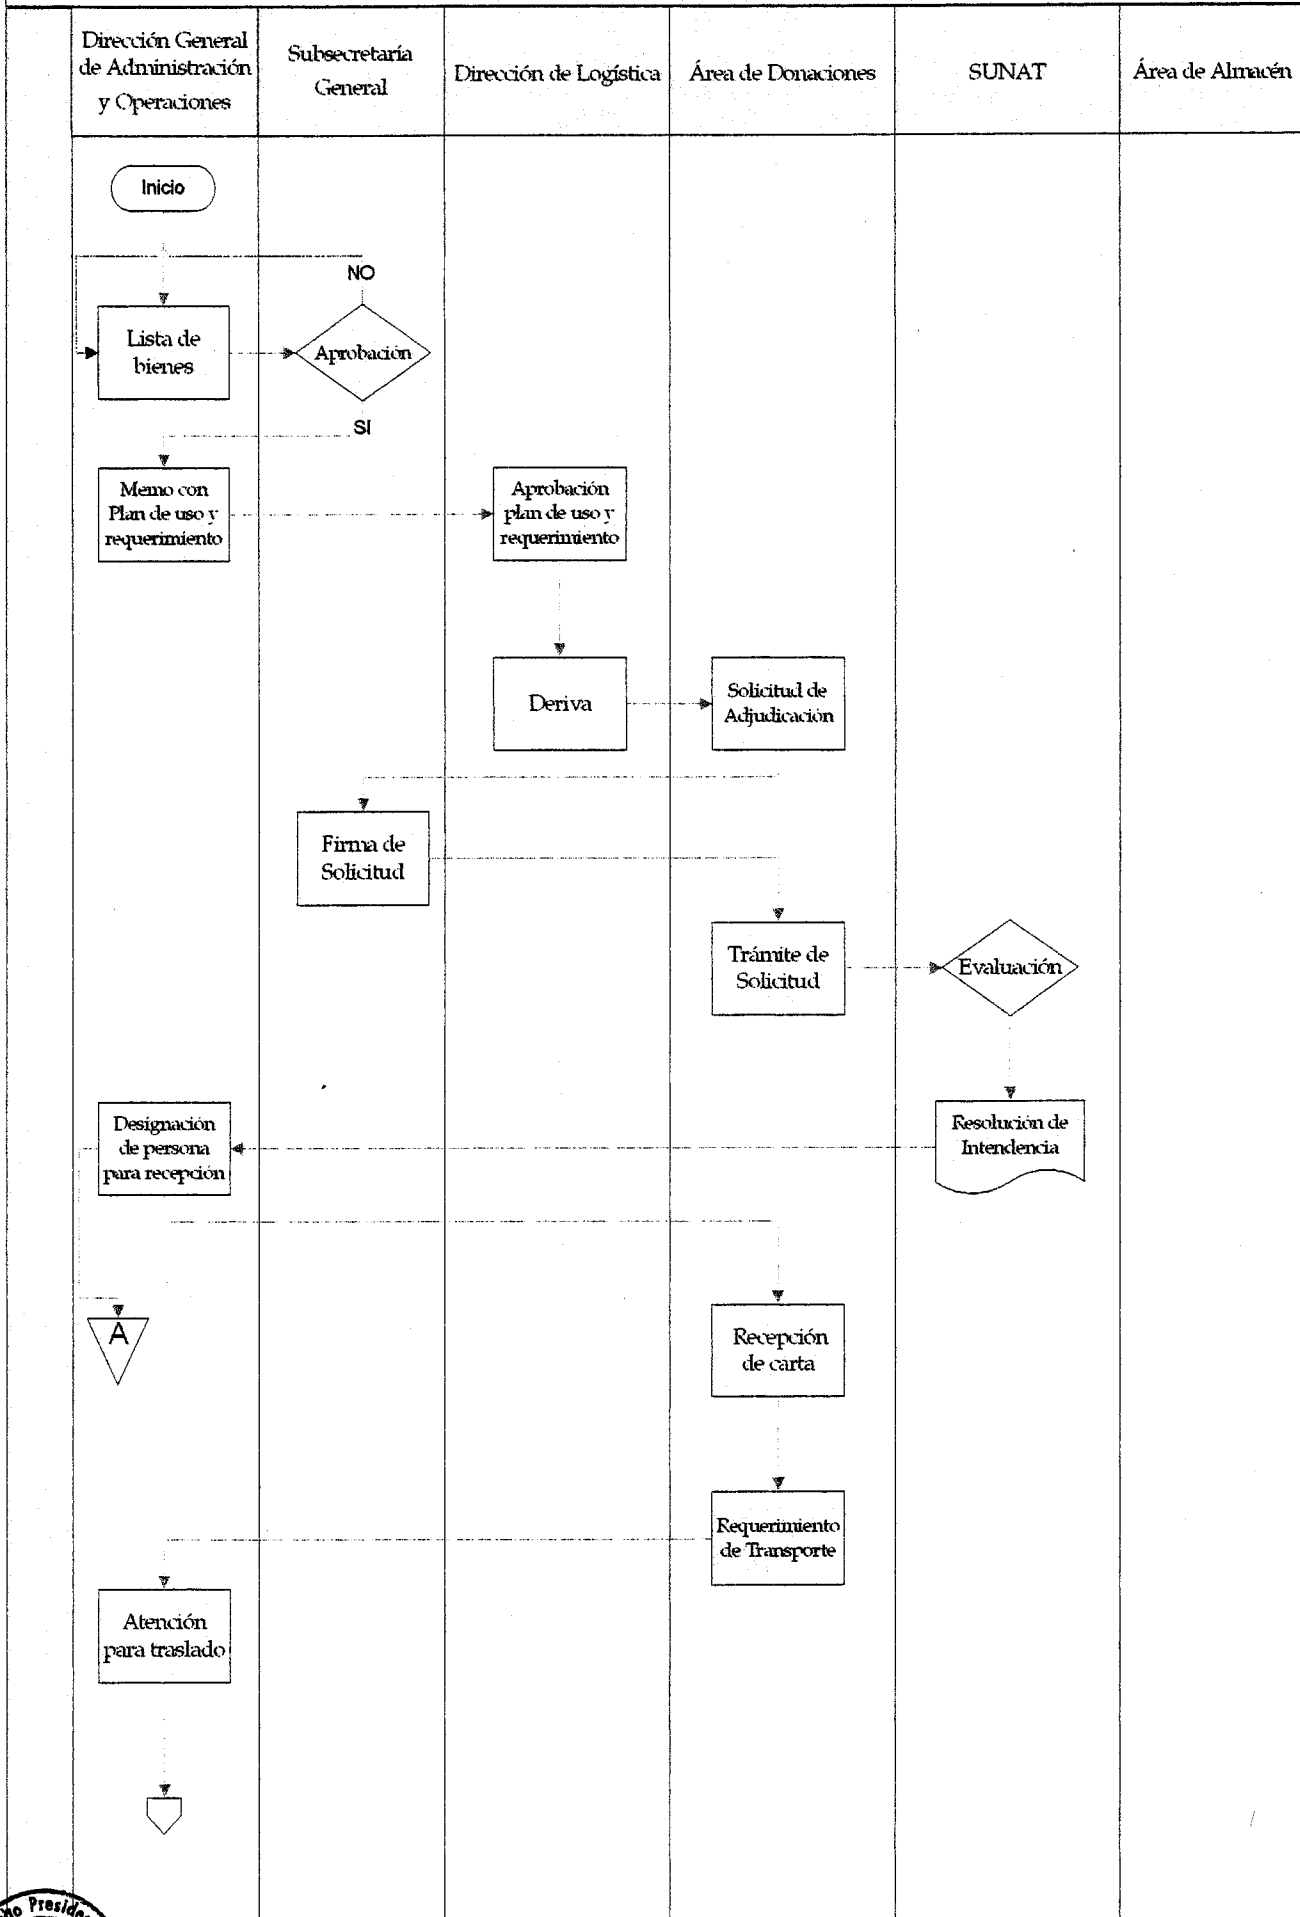 Dirección General
de Administración
y Operaciones
Subsecretaría
General
Dirección de Logística
Área de Donaciones
SUNAT
Área de Almacén
Inicio
NO
Lista de
bienes
Aprobación
SI
Memo con
Plan de uso y
requerimiento
Aprobación
plan de uso y
requerimiento
Deriva
Solicitud de
Adjudicación
Firma de
Solicitud
Trámite de
Solicitud
Evaluación
Designación
de persona
para recepción
Resolución de
Intendencia
A
Recepción
de carta
Requerimiento
de Transporte
Atención
para traslado